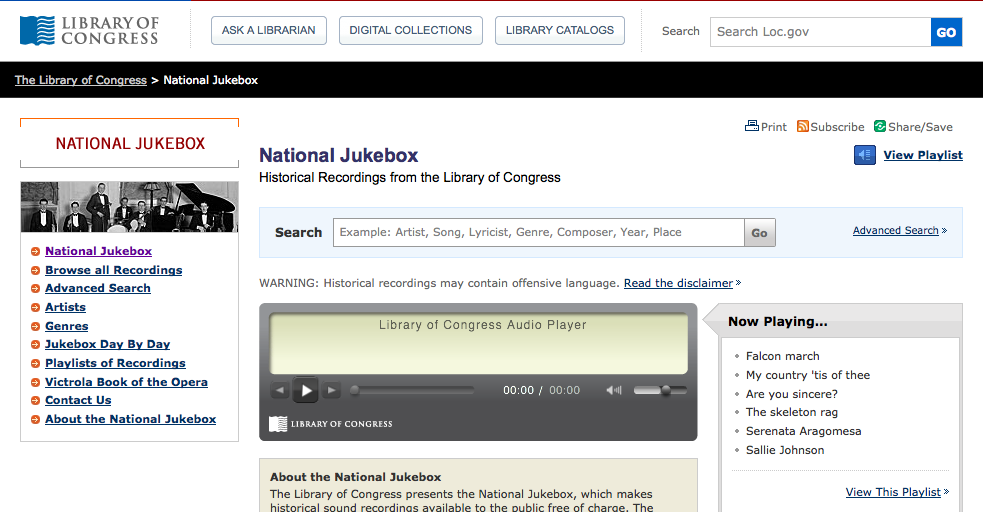 LIBRARY OF
CONGRESS
ASK A LIBRARIAN
DIGITAL COLLECTIONS
LIBRARY CATALOGS
Search
Search Loc.gov
GO
The Library of Congress > National Jukebox
NATIONAL JUKEBOX
National Jukebox
Browse all Recordings
Advanced Search
Artists
Genres
Jukebox Day By Day
Playlists of Recordings
Victrola Book of the Opera
Contact Us
About the National Jukebox
Print
Subscribe
Share/Save
National Jukebox
View Playlist
Historical Recordings from the Library of Congress
Search
Example: Artist, Song, Lyricist, Genre, Composer, Year, Place
Go
Advanced Search »
WARNING: Historical recordings may contain offensive language. Read the disclaimer »
Library of Congress Audio Player
00:00 / 00:00
LIBRARY OF CONGRESS
Now Playing...
Falcon march
My country 'tis of thee
Are you sincere?
The skeleton rag
Serenata Aragomesa
Sallie Johnson
View This Playlist »
About the National Jukebox
The Library of Congress presents the National Jukebox, which makes
historical sound recordings available to the public free of charge. The